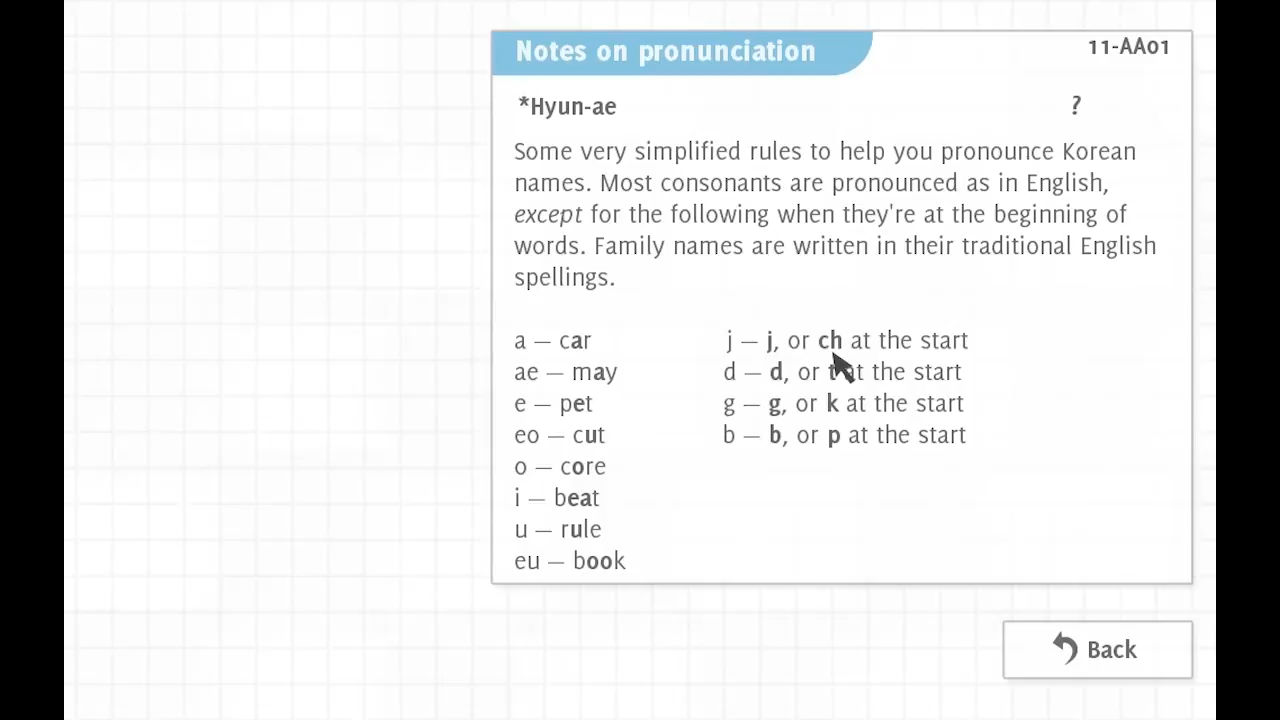 Notes on pronunciation
11-AA01
*Hyun-ae
?
Some very simplified rules to help you pronounce Korean
names. Most consonants are pronounced as in English,
except for the following when they're at the beginning of
words. Family names are written in their traditional English
spellings.
a — car
ae — may
e — pet
eo — cut
o — core
i — beat
u — rule
eu — book
j — j, or ch at the start
d — d, or t at the start
g — g, or k at the start
b — b, or p at the start
Back